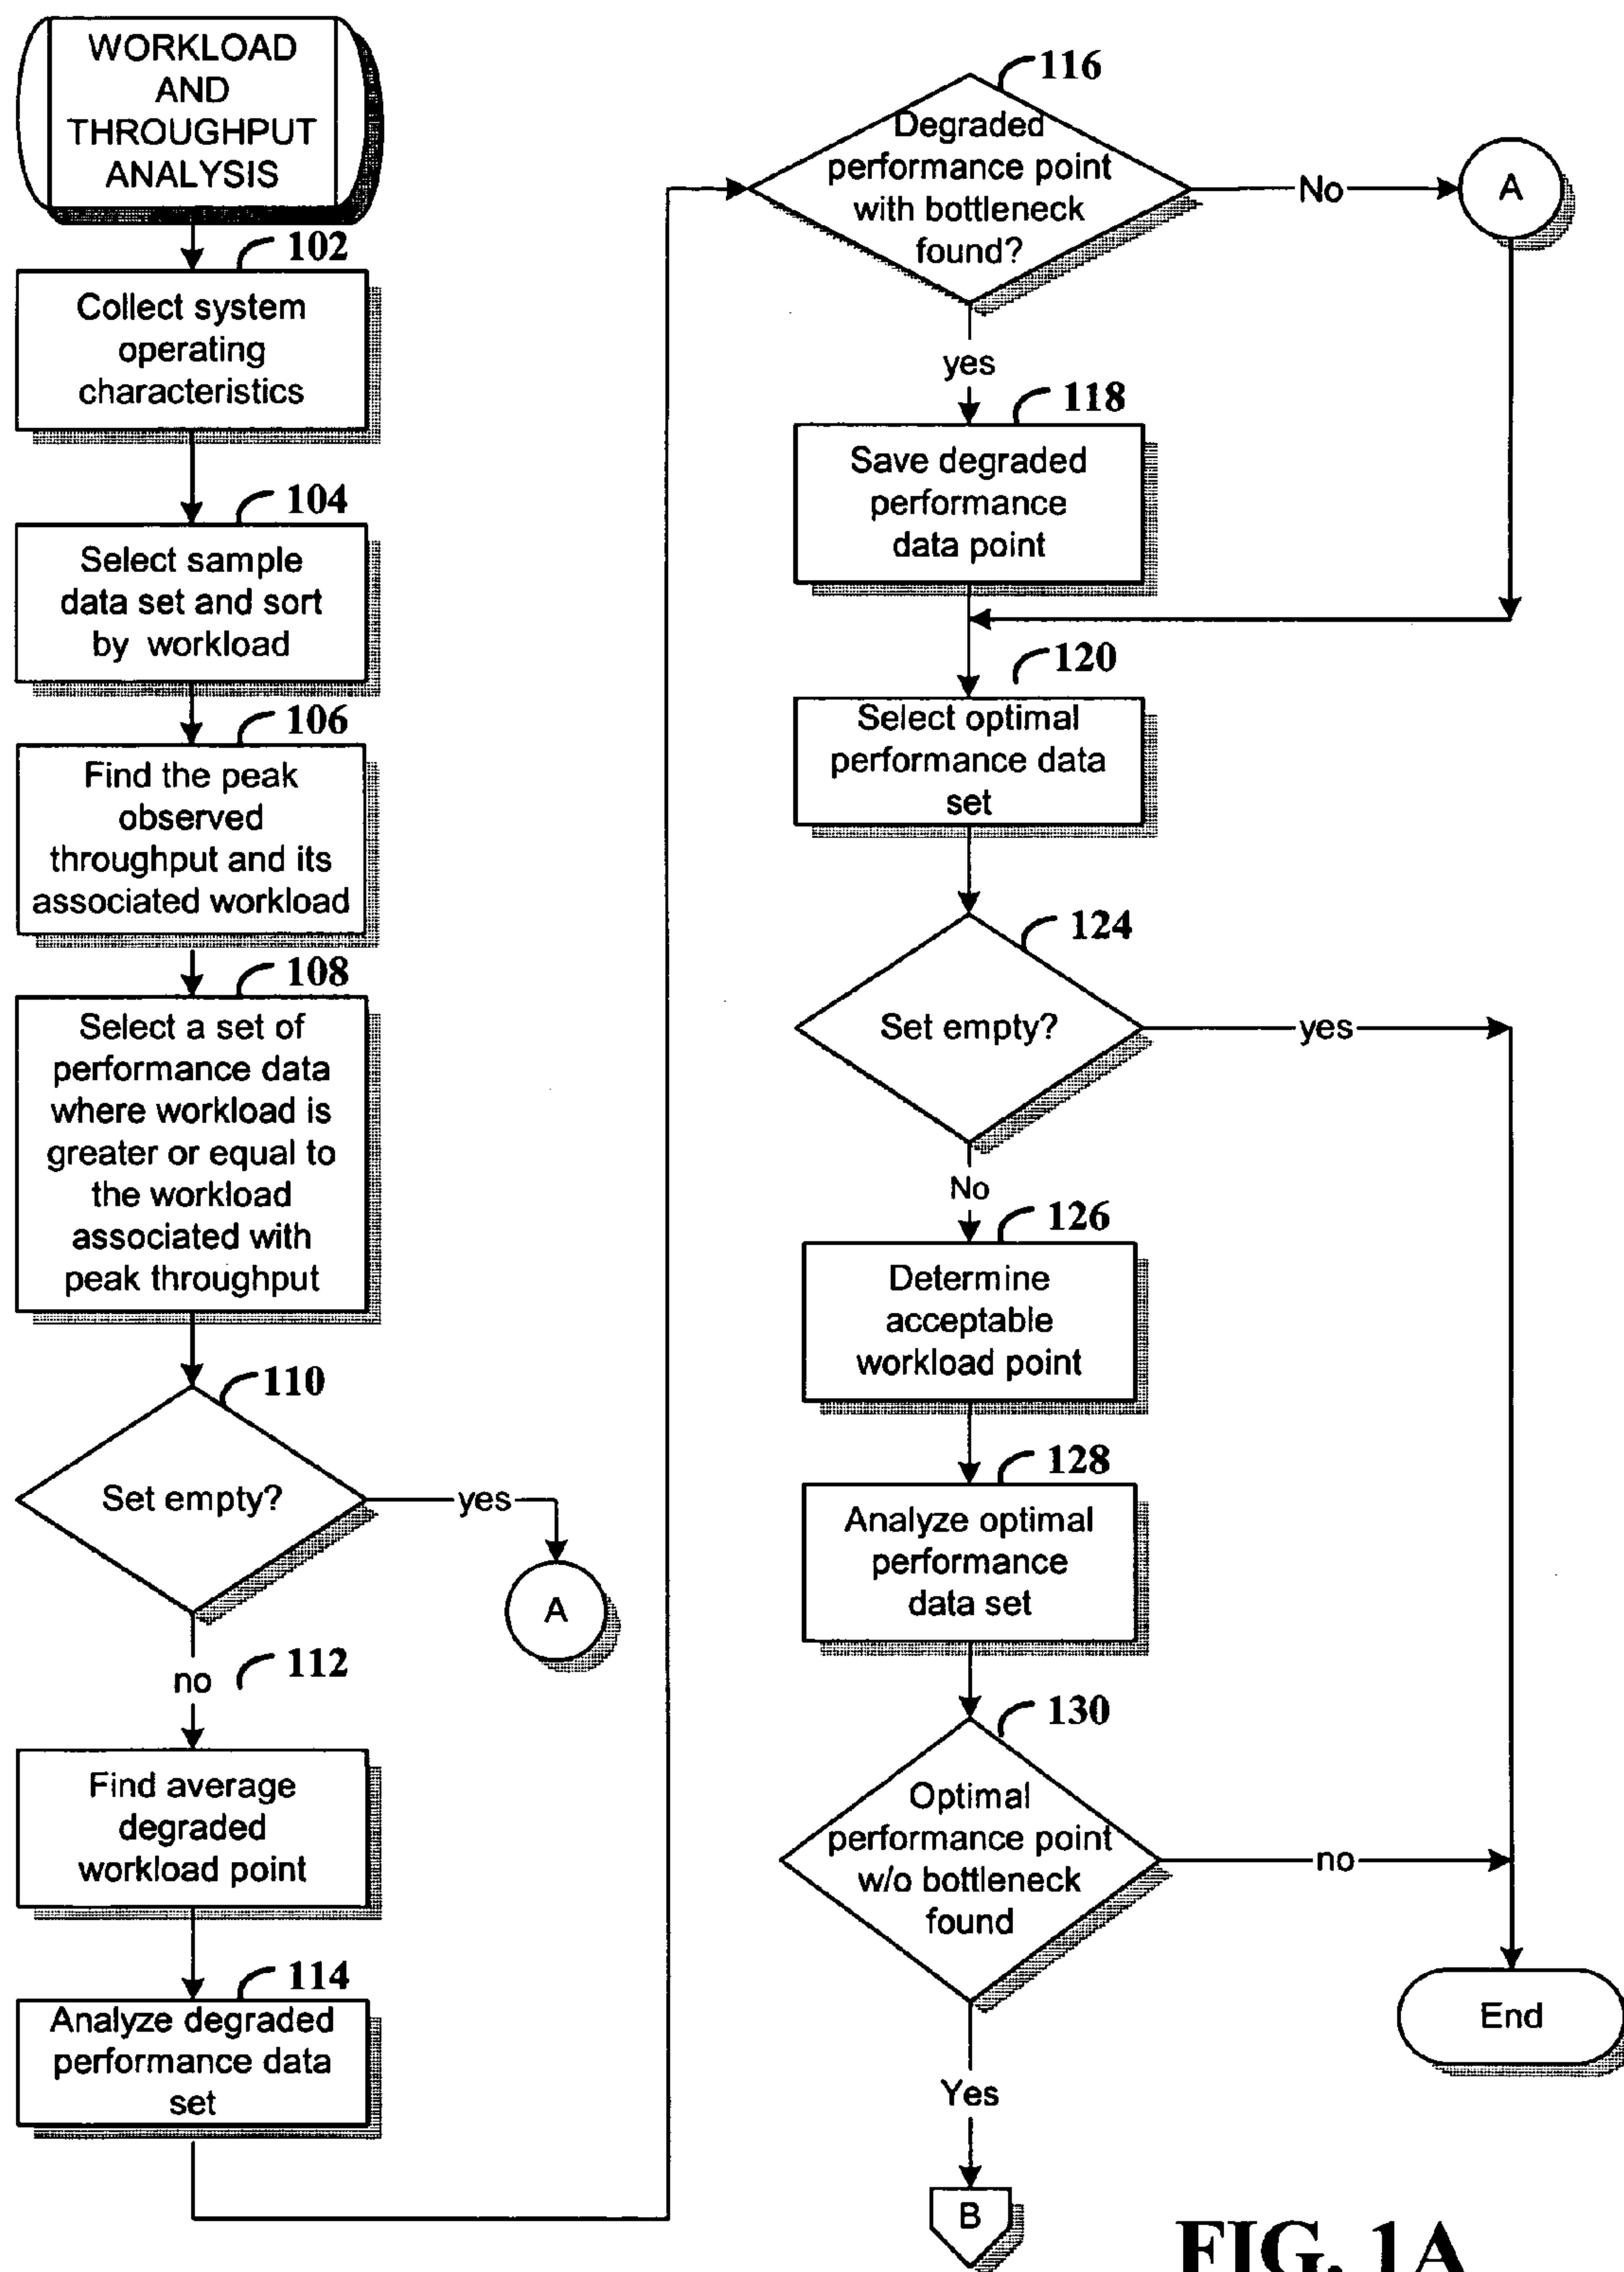 WORKLOAD
AND
THROUGHPUT
ANALYSIS
102
Collect system
operating
characteristics
104
Select sample
data set and sort
by workload
106
Find the peak
observed
throughput and its
associated workload
108
Select a set of
performance data
where workload is
greater or equal to
the workload
associated with
peak throughput
110
Set empty?
yes
A
no
112
Find average
degraded
workload point
114
Analyze degraded
performance data
set
116
Degraded
performance point
with bottleneck
found?
No
A
yes
118
Save degraded
performance
data point
120
Select optimal
performance data
set
124
Set empty?
yes
No
126
Determine
acceptable
workload point
128
Analyze optimal
performance
data set
130
Optimal
performance point
w/o bottleneck
found
no
End
Yes
B
FIG. 1A